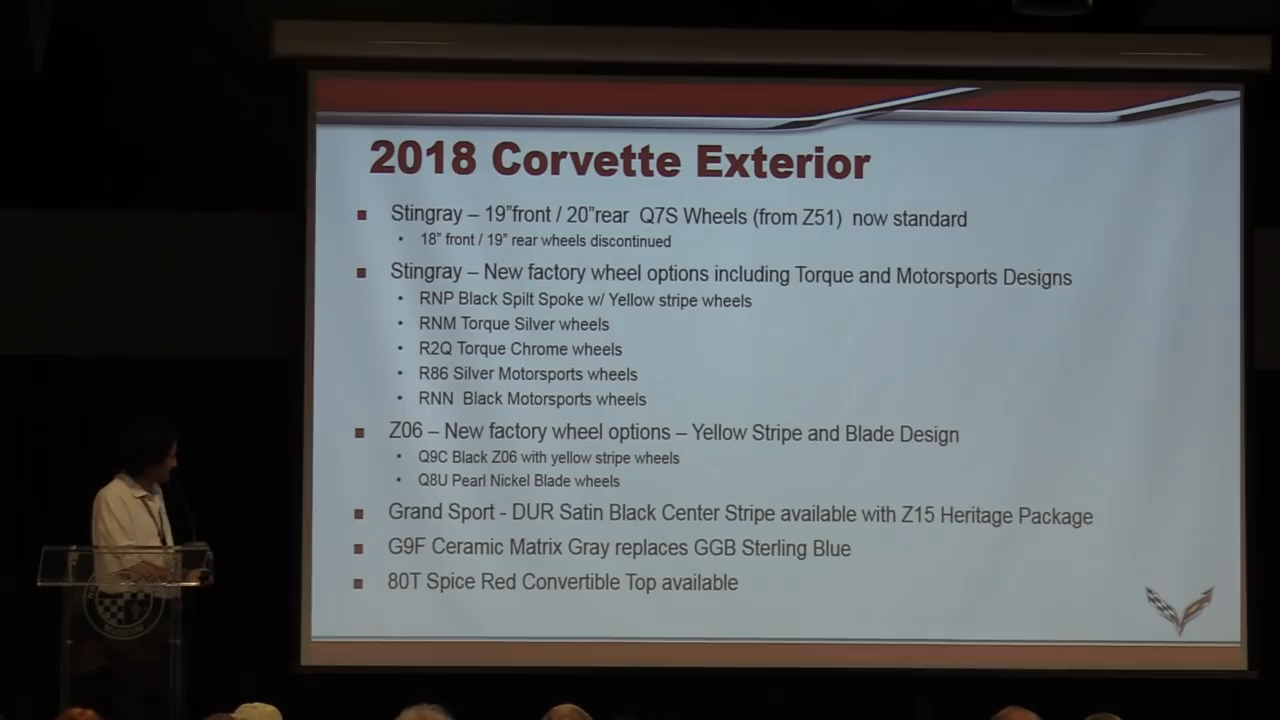 2018 Corvette Exterior
Stingray – 19”front / 20”rear Q7S Wheels (from Z51) now standard
18” front / 19” rear wheels discontinued
Stingray – New factory wheel options including Torque and Motorsports Designs
RNP Black Spilt Spoke w/ Yellow stripe wheels
RNM Torque Silver wheels
R2Q Torque Chrome wheels
R86 Silver Motorsports wheels
RNN Black Motorsports wheels
Z06 – New factory wheel options – Yellow Stripe and Blade Design
Q9C Black Z06 with yellow stripe wheels
Q8U Pearl Nickel Blade wheels
Grand Sport - DUR Satin Black Center Stripe available with Z15 Heritage Package
G9F Ceramic Matrix Gray replaces GGB Sterling Blue
80T Spice Red Convertible Top available